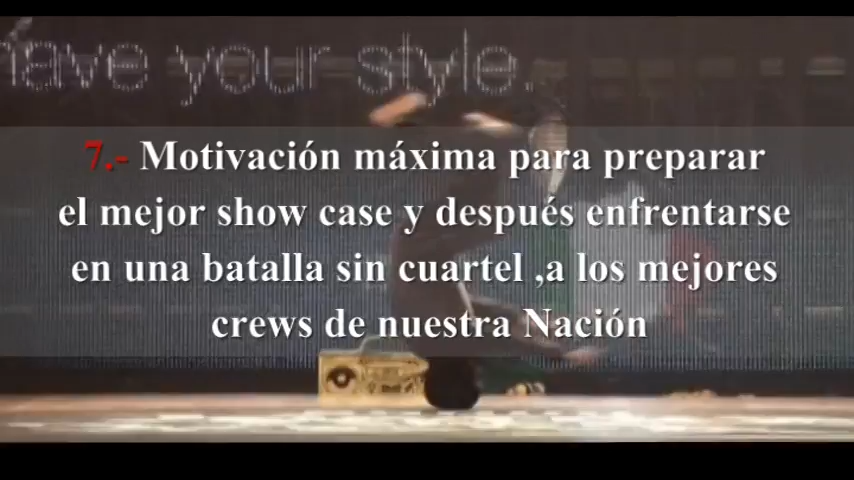 have your style.
7.- Motivación máxima para preparar
el mejor show case y después enfrentarse
en una batalla sin cuartel ,a los mejores
crews de nuestra Nación